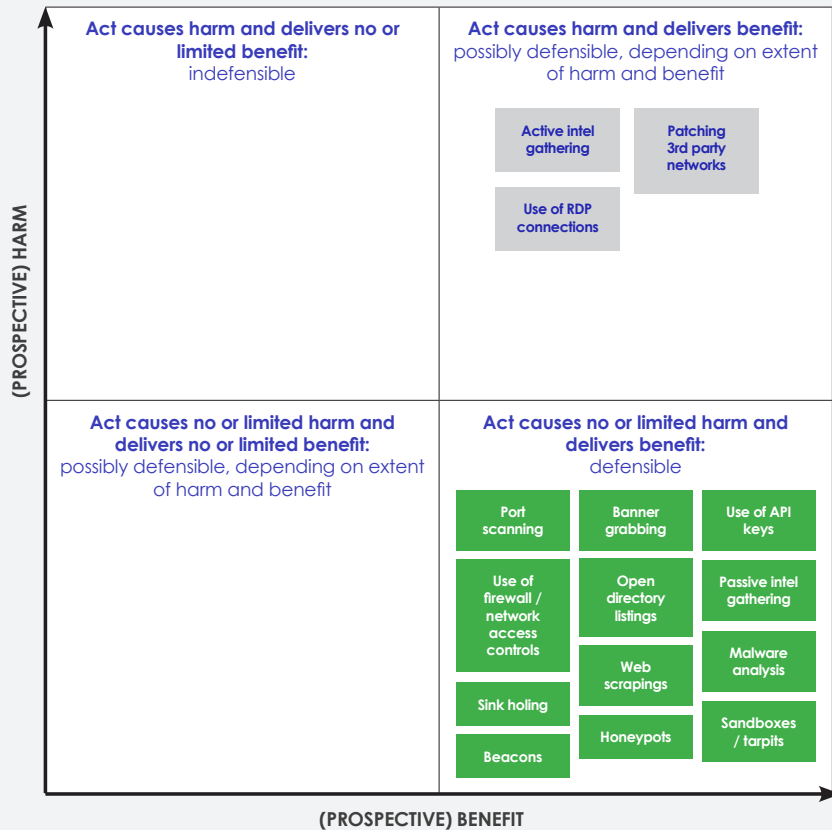 Act causes harm and delivers no or
limited benefit:
indefensible
Act causes harm and delivers benefit:
possibly defensible, depending on extent
of harm and benefit
Active intel
gathering
Patching
3rd party
networks
Use of RDP
connections
(PROSPECTIVE) HARM
Act causes no or limited harm and
delivers no or limited benefit:
possibly defensible, depending on extent
of harm and benefit
Act causes no or limited harm and
delivers benefit:
defensible
Port
scanning
Banner
grabbing
Use of API
keys
Use of
firewall /
network
access
controls
Open
directory
listings
Passive intel
gathering
Web
scrapings
Malware
analysis
Sink holing
Honeypots
Sandboxes
/ tarpits
Beacons
(PROSPECTIVE) BENEFIT